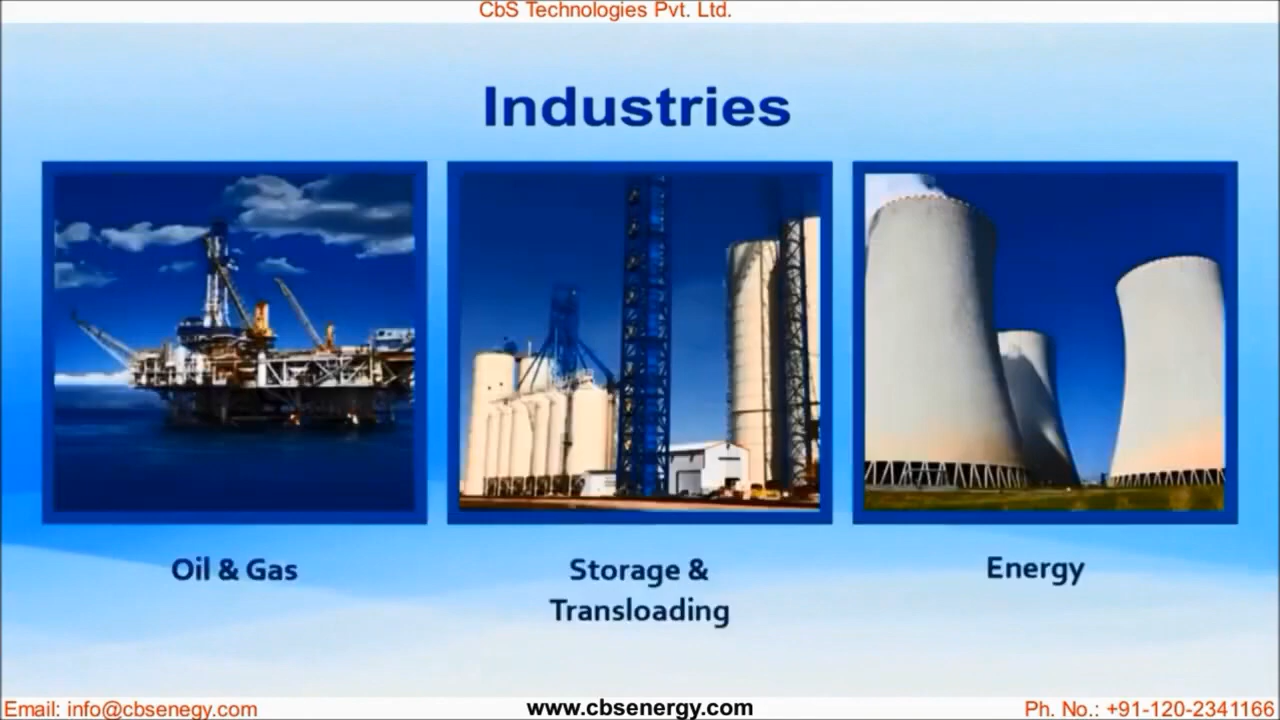 CbS Technologies Pvt. Ltd.
Industries
Oil & Gas
Storage &
Transloading
Energy
Email: info@cbsenegy.com
www.cbsenergy.com
Ph. No.: +91-120-2341166